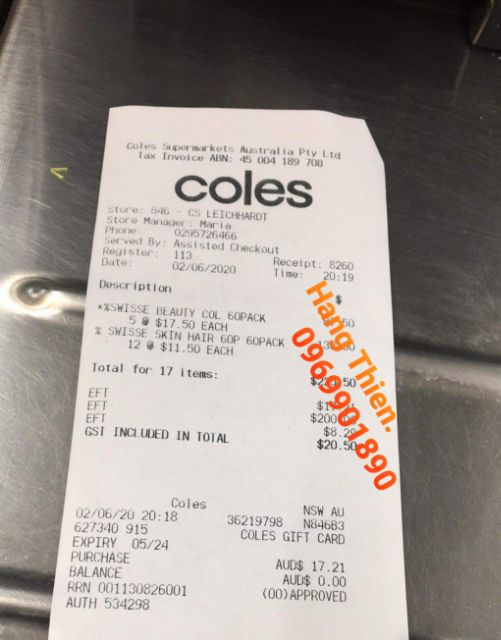 Coles Supermarkets Australia Pty Ltd
Tax Invoice ABN: 45 004 189 708
coles
Store: 846 - CS LEICHHARDT
Store Manager: Maria
Phone: 0295726466
Served By: Assisted Checkout
Register: 113 Receipt: 8260
Date: 02/06/2020 Time: 20:19
Description $
*%SWISSE BEAUTY COL 60PACK
5 @ $17.50 EACH
% SWISSE SKIN HAIR 60P 60PACK
12 @ $11.50 EACH
Total for 17 items:
EFT
EFT
EFT $8.29
GST INCLUDED IN TOTAL $20.50
Hang Thien.
0969901890
Coles NSW AU
02/06/20 20:18 36219798 N846B3
627340 915 COLES GIFT CARD
EXPIRY 05/24
PURCHASE AUD$ 17.21
BALANCE AUD$ 0.00
RRN 001130826001 (00)APPROVED
AUTH 534298